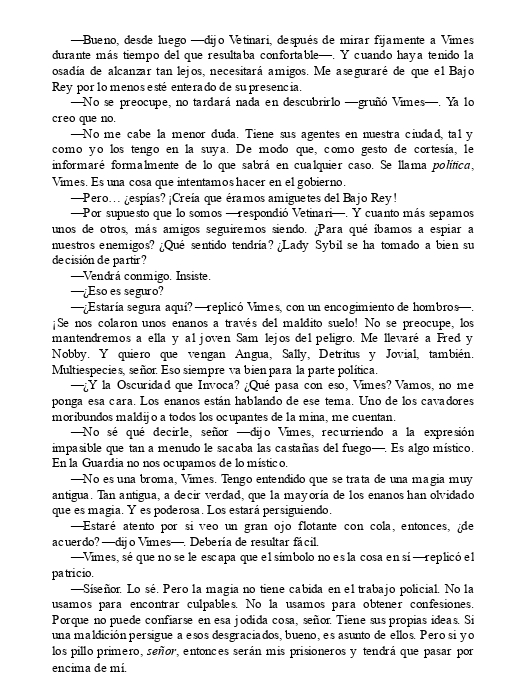 —Bueno, desde luego —dijo Vetinari, después de mirar fijamente a Vimes
durante más tiempo del que resultaba confortable—. Y cuando haya tenido la
osadía de alcanzar tan lejos, necesitará amigos. Me aseguraré de que el Bajo
Rey por lo menos esté enterado de su presencia.
—No se preocupe, no tardará nada en descubrirlo —gruñó Vimes—. Ya lo
creo que no.
—No me cabe la menor duda. Tiene sus agentes en nuestra ciudad, tal y
como yo los tengo en la suya. De modo que, como gesto de cortesía, le
informaré formalmente de lo que sabrá en cualquier caso. Se llama política,
Vimes. Es una cosa que intentamos hacer en el gobierno.
—Pero… ¿espías? ¡Creía que éramos amiguetes del Bajo Rey!
—Por supuesto que lo somos —respondió Vetinari—. Y cuanto más sepamos
unos de otros, más amigos seguiremos siendo. ¿Para qué íbamos a espiar a
nuestros enemigos? ¿Qué sentido tendría? ¿Lady Sybil se ha tomado a bien su
decisión de partir?
—Vendrá conmigo. Insiste.
—¿Eso es seguro?
—¿Estaría segura aquí? —replicó Vimes, con un encogimiento de hombros—.
¡Se nos colaron unos enanos a través del maldito suelo! No se preocupe, los
mantendremos a ella y al joven Sam lejos del peligro. Me llevaré a Fred y
Nobby. Y quiero que vengan Angua, Sally, Detritus y Jovial, también.
Multiespecies, señor. Eso siempre va bien para la parte política.
—¿Y la Oscuridad que Invoca? ¿Qué pasa con eso, Vimes? Vamos, no me
ponga esa cara. Los enanos están hablando de ese tema. Uno de los cavadores
moribundos maldijo a todos los ocupantes de la mina, me cuentan.
—No sé qué decirle, señor —dijo Vimes, recurriendo a la expresión
impasible que tan a menudo le sacaba las castañas del fuego—. Es algo místico.
En la Guardia no nos ocupamos de lo místico.
—No es una broma, Vimes. Tengo entendido que se trata de una magia muy
antigua. Tan antigua, a decir verdad, que la mayoría de los enanos han olvidado
que es magia. Y es poderosa. Los estará persiguiendo.
—Estaré atento por si veo un gran ojo flotante con cola, entonces, ¿de
acuerdo? —dijo Vimes—. Debería de resultar fácil.
—Vimes, sé que no se le escapa que el símbolo no es la cosa en sí —replicó el
patricio.
—Síseñor. Lo sé. Pero la magia no tiene cabida en el trabajo policial. No la
usamos para encontrar culpables. No la usamos para obtener confesiones.
Porque no puede confiarse en esa jodida cosa, señor. Tiene sus propias ideas. Si
una maldición persigue a esos desgraciados, bueno, es asunto de ellos. Pero si yo
los pillo primero, señor, entonces serán mis prisioneros y tendrá que pasar por
encima de mí.